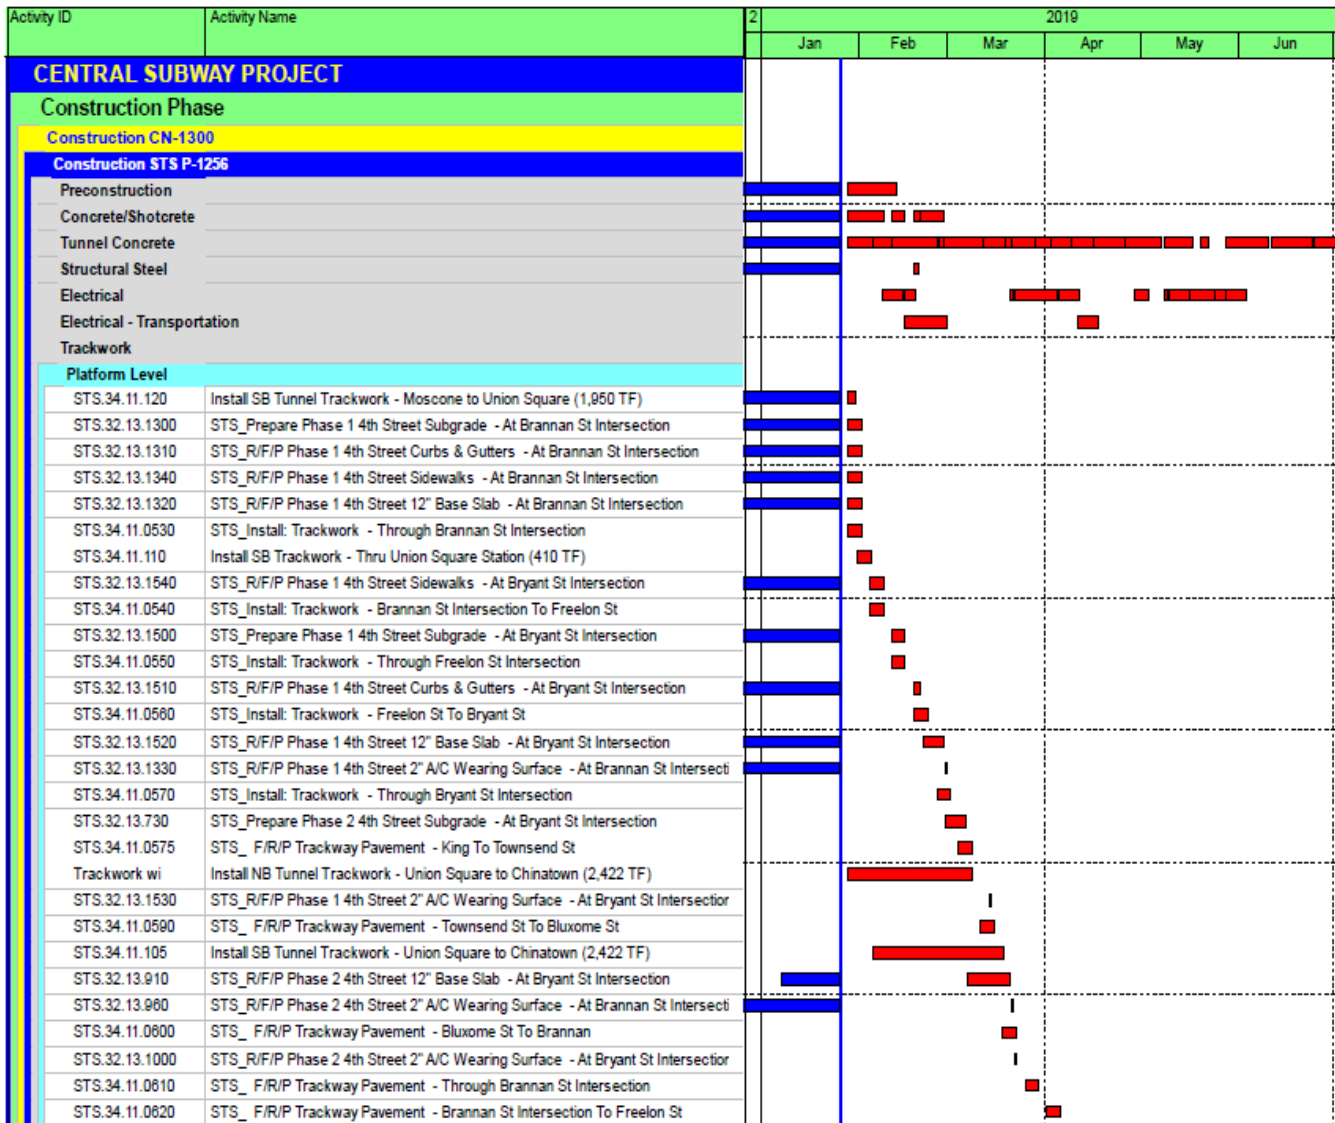 Activity ID Activity Name 2 2019
Jan Feb Mar Apr May Jun
CENTRAL SUBWAY PROJECT
Construction Phase
Construction CN-1300
Construction STS P-1256
Preconstruction
Concrete/Shotcrete
Tunnel Concrete
Structural Steel
Electrical
Electrical - Transportation
Trackwork
Platform Level
STS.34.11.120 Install SB Tunnel Trackwork - Moscone to Union Square (1,950 TF)
STS.32.13.1300 STS_Prepare Phase 1 4th Street Subgrade - At Brannan St Intersection
STS.32.13.1310 STS_R/F/P Phase 1 4th Street Curbs & Gutters - At Brannan St Intersection
STS.32.13.1340 STS_R/F/P Phase 1 4th Street Sidewalks - At Brannan St Intersection
STS.32.13.1320 STS_R/F/P Phase 1 4th Street 12" Base Slab - At Brannan St Intersection
STS.34.11.0530 STS_Install: Trackwork - Through Brannan St Intersection
STS.34.11.110 Install SB Trackwork - Thru Union Square Station (410 TF)
STS.32.13.1540 STS_R/F/P Phase 1 4th Street Sidewalks - At Bryant St Intersection
STS.34.11.0540 STS_Install: Trackwork - Brannan St Intersection To Freelon St
STS.32.13.1500 STS_Prepare Phase 1 4th Street Subgrade - At Bryant St Intersection
STS.34.11.0550 STS_Install: Trackwork - Through Freelon St Intersection
STS.32.13.1510 STS_R/F/P Phase 1 4th Street Curbs & Gutters - At Bryant St Intersection
STS.34.11.0560 STS_Install: Trackwork - Freelon St To Bryant St
STS.32.13.1520 STS_R/F/P Phase 1 4th Street 12" Base Slab - At Bryant St Intersection
STS.32.13.1330 STS_R/F/P Phase 1 4th Street 2" A/C Wearing Surface - At Brannan St Intersecti
STS.34.11.0570 STS_Install: Trackwork - Through Bryant St Intersection
STS.32.13.730 STS_Prepare Phase 2 4th Street Subgrade - At Bryant St Intersection
STS.34.11.0575 STS_ F/R/P Trackway Pavement - King To Townsend St
Trackwork wi Install NB Tunnel Trackwork - Union Square to Chinatown (2,422 TF)
STS.32.13.1530 STS_R/F/P Phase 1 4th Street 2" A/C Wearing Surface - At Bryant St Intersection
STS.34.11.0590 STS_ F/R/P Trackway Pavement - Townsend St To Bluxome St
STS.34.11.105 Install SB Tunnel Trackwork - Union Square to Chinatown (2,422 TF)
STS.32.13.910 STS_R/F/P Phase 2 4th Street 12" Base Slab - At Bryant St Intersection
STS.32.13.960 STS_R/F/P Phase 2 4th Street 2" A/C Wearing Surface - At Brannan St Intersecti
STS.34.11.0600 STS_ F/R/P Trackway Pavement - Bluxome St To Brannan
STS.32.13.1000 STS_R/F/P Phase 2 4th Street 2" A/C Wearing Surface - At Bryant St Intersection
STS.34.11.0610 STS_ F/R/P Trackway Pavement - Through Brannan St Intersection
STS.34.11.0620 STS_ F/R/P Trackway Pavement - Brannan St Intersection To Freelon St